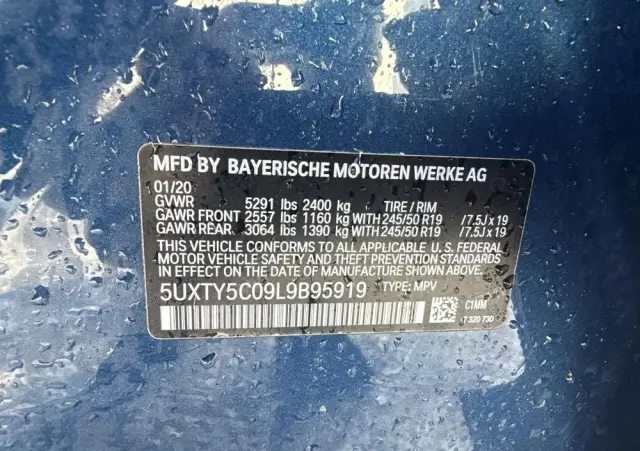 MFD BY BAYERISCHE MOTOREN WERKE AG
01/20
GVWR 5291 lbs 2400 kg TIRE / RIM
GAWR FRONT 2557 lbs 1160 kg WITH 245/50 R19 /7.5J x 19
GAWR REAR 3064 lbs 1390 kg WITH 245/50 R19 /7.5J x 19
THIS VEHICLE CONFORMS TO ALL APPLICABLE U. S. FEDERAL
MOTOR VEHICLE SAFETY AND THEFT PREVENTION STANDARDS
IN EFFECT ON THE DATE OF MANUFACTURE SHOWN ABOVE.
5UXTY5C09L9B95919 TYPE: MPV
C1MM
7 320 730